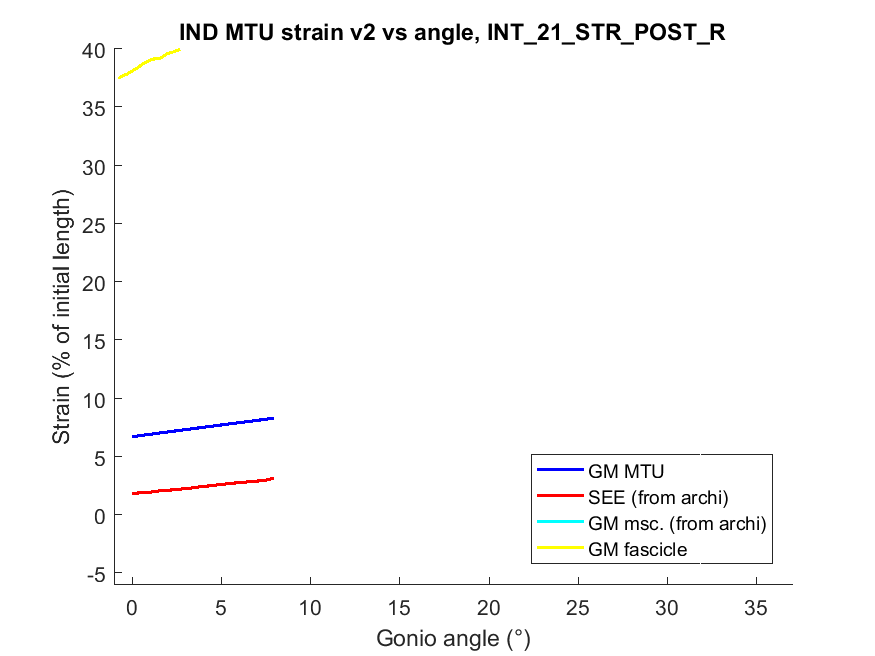 IND MTU strain v2 vs angle, INT_21_STR_POST_R
40
35
30
25
20
15
10
5
0
-5
Strain (% of initial length)
GM MTU
SEE (from archi)
GM msc. (from archi)
GM fascicle
0 5 10 15 20 25 30 35
Gonio angle (°)